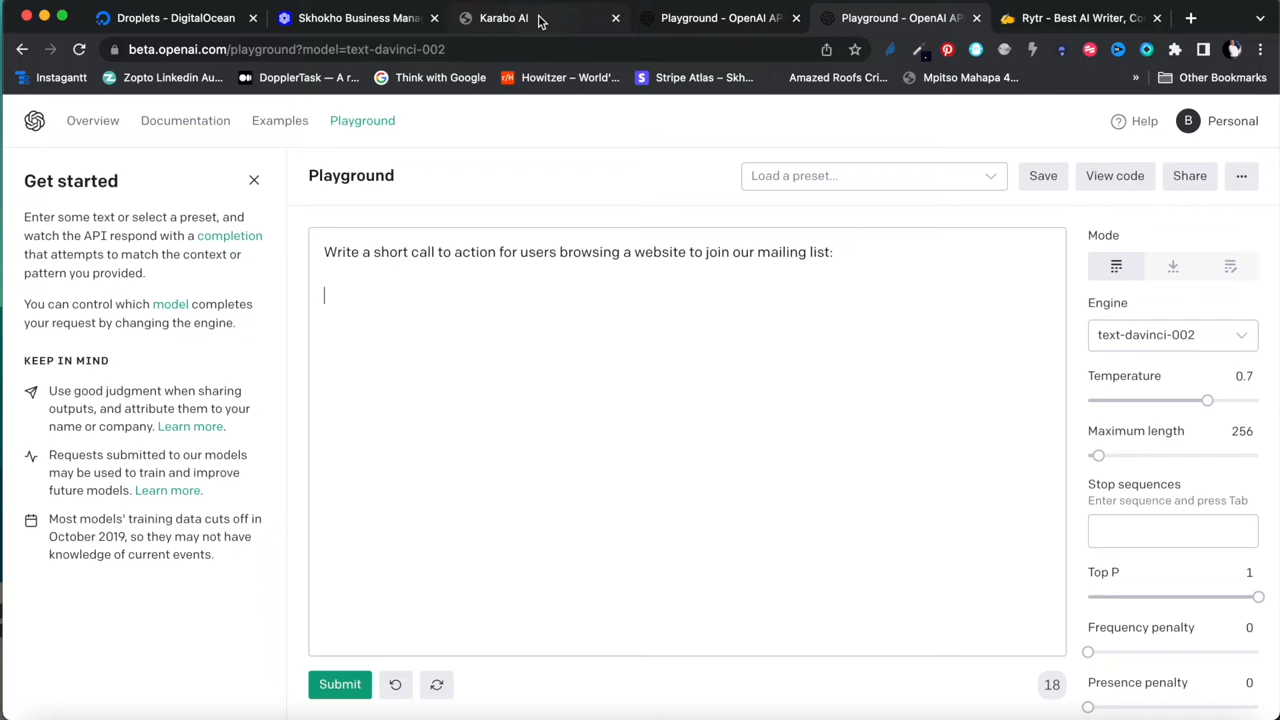 Droplets - DigitalOcean
Skhokho Business Mana
Karabo AI
Playground - OpenAI AP
Playground - OpenAI AP
Rytr - Best AI Writer, Co
beta.openai.com/playground?model=text-davinci-002
Instagantt
Zopto Linkedin Au...
DopplerTask — A r...
Think with Google
r/H
Howitzer – World'...
S
Stripe Atlas – Skh...
Amazed Roofs Cri...
Mpitso Mahapa 4...
»
Other Bookmarks
Overview
Documentation
Examples
Playground
Help
B
Personal
Get started
Enter some text or select a preset, and
watch the API respond with a completion
that attempts to match the context or
pattern you provided.
You can control which model completes
your request by changing the engine.
KEEP IN MIND
Use good judgment when sharing
outputs, and attribute them to your
name or company. Learn more.
Requests submitted to our models
may be used to train and improve
future models. Learn more.
Most models' training data cuts off in
October 2019, so they may not have
knowledge of current events.
Playground
Load a preset...
Save
View code
Share
...
Write a short call to action for users browsing a website to join our mailing list:
Submit
18
Mode
Engine
text-davinci-002
Temperature
0.7
Maximum length
256
Stop sequences
Enter sequence and press Tab
Top P
1
Frequency penalty
0
Presence penalty
0